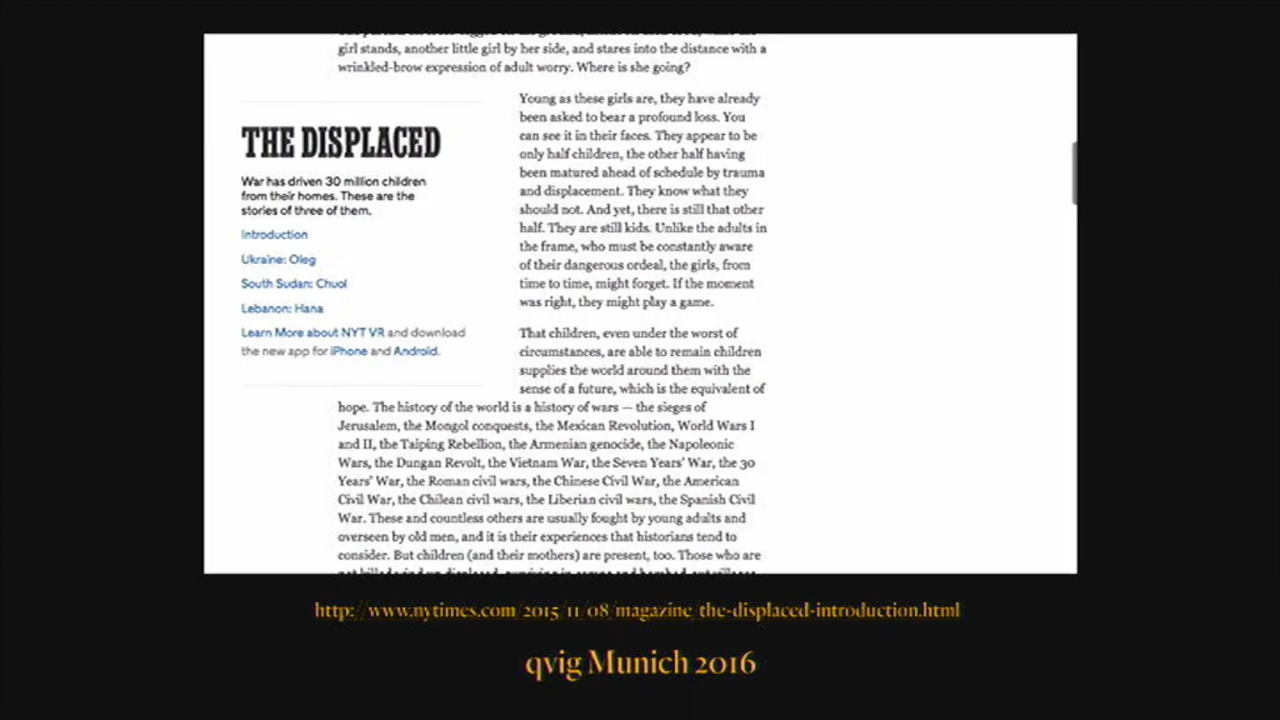 girl stands, another little girl by her side, and stares into the distance with a
wrinkled-brow expression of adult worry. Where is she going?
THE DISPLACED
War has driven 30 million children
from their homes. These are the
stories of three of them.
Introduction
Ukraine: Oleg
South Sudan: Chuol
Lebanon: Hana
Learn More about NYT VR and download
the new app for iPhone and Android.
Young as these girls are, they have already
been asked to bear a profound loss. You
can see it in their faces. They appear to be
only half children, the other half having
been matured ahead of schedule by trauma
and displacement. They know what they
should not. And yet, there is still that other
half. They are still kids. Unlike the adults in
the frame, who must be constantly aware
of their dangerous ordeal, the girls, from
time to time, might forget. If the moment
was right, they might play a game.
That children, even under the worst of
circumstances, are able to remain children
supplies the world around them with the
sense of a future, which is the equivalent of
hope. The history of the world is a history of wars — the sieges of
Jerusalem, the Mongol conquests, the Mexican Revolution, World Wars I
and II, the Taiping Rebellion, the Armenian genocide, the Napoleonic
Wars, the Dungan Revolt, the Vietnam War, the Seven Years' War, the 30
Years' War, the Roman civil wars, the Chinese Civil War, the American
Civil War, the Chilean civil wars, the Liberian civil wars, the Spanish Civil
War. These and countless others are usually fought by young adults and
overseen by old men, and it is their experiences that historians tend to
consider. But children (and their mothers) are present, too. Those who are
http://www.nytimes.com/2015/11/08/magazine/the-displaced-introduction.html
qvig Munich 2016